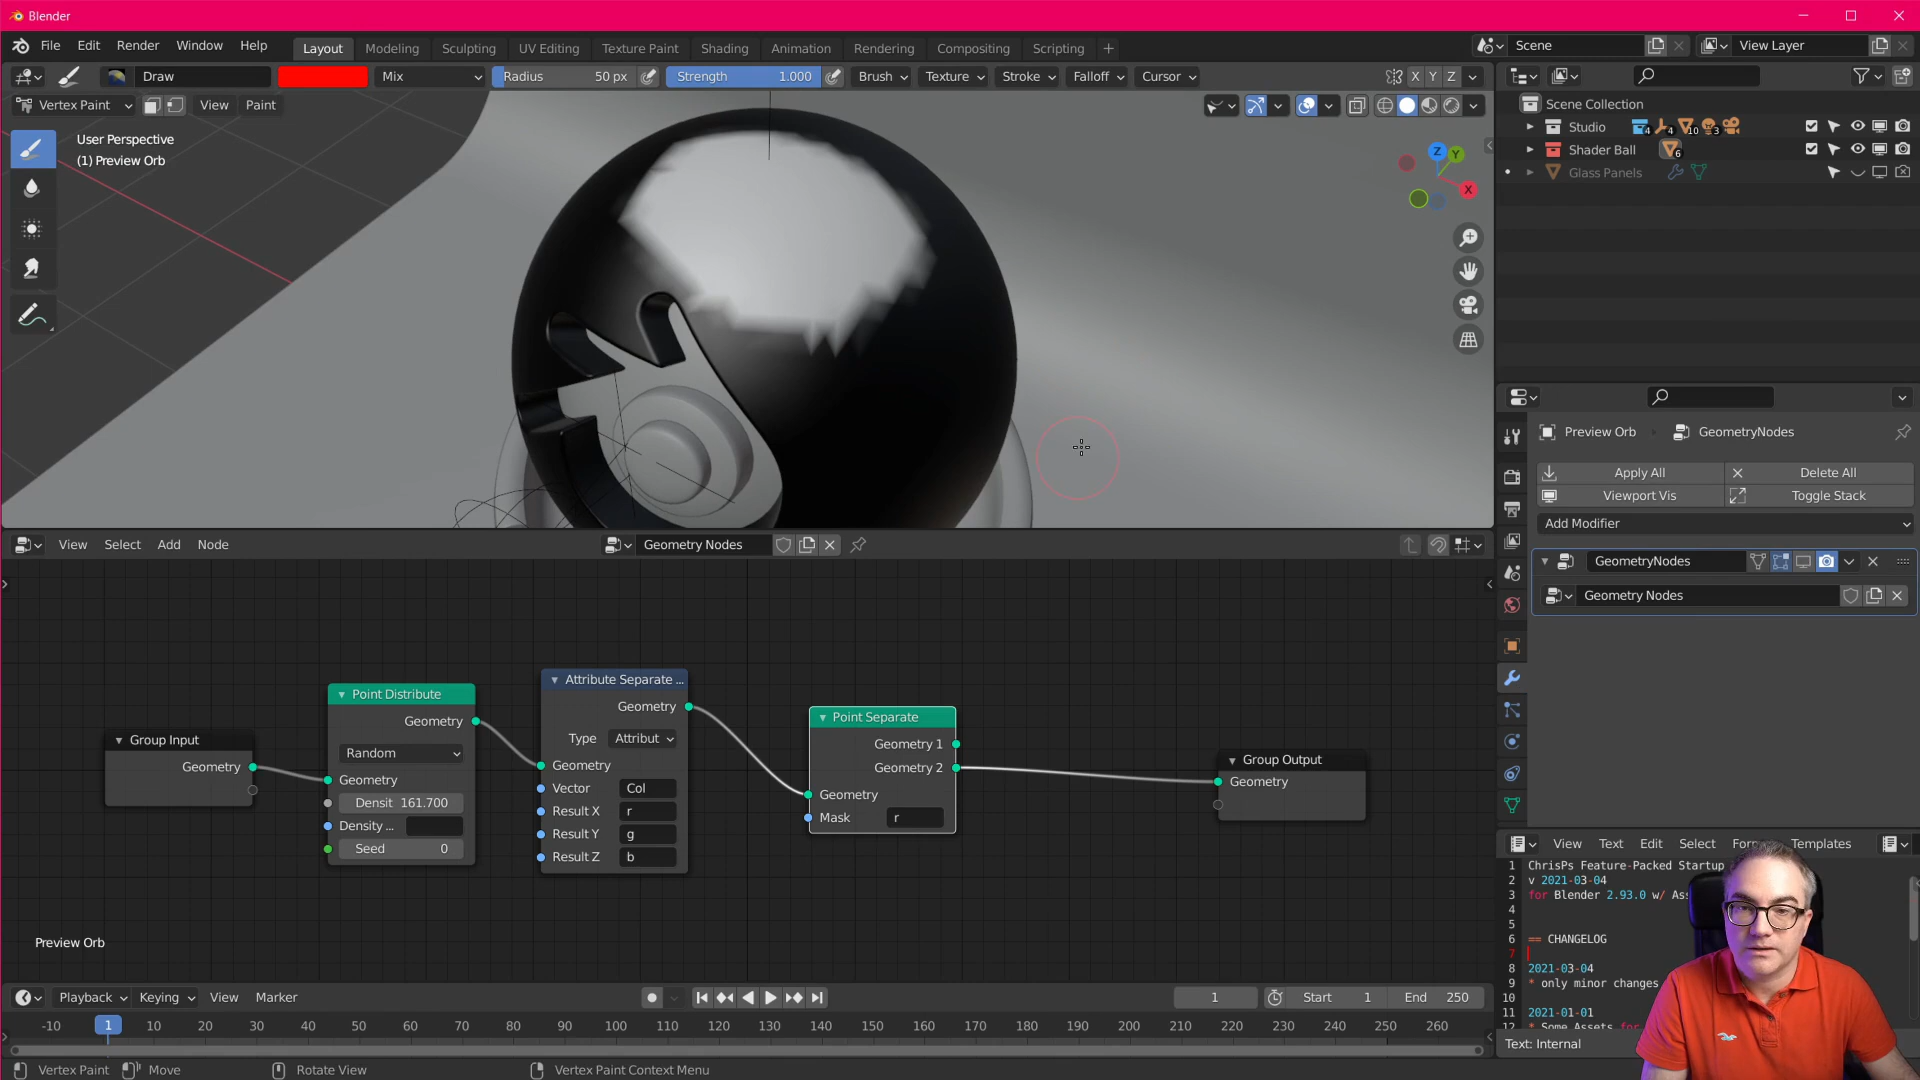 Blender
File Edit Render Window Help Layout Modeling Sculpting UV Editing Texture Paint Shading Animation Rendering Compositing Scripting + Scene View Layer
Draw Mix Radius 50 px Strength 1.000 Brush Texture Stroke Falloff Cursor X Y Z
Vertex Paint View Paint
User Perspective
(1) Preview Orb
Z Y X
Scene Collection
Studio 4 4 10 3
Shader Ball 6
Glass Panels
Preview Orb GeometryNodes
Apply All Delete All
Viewport Vis Toggle Stack
Add Modifier
GeometryNodes
Geometry Nodes
View Select Add Node Geometry Nodes
Group Input
Geometry
Point Distribute
Geometry
Random
Geometry
Densit 161.700
Density ...
Seed 0
Attribute Separate ...
Geometry
Type Attribut
Geometry
Vector Col
Result X r
Result Y g
Result Z b
Point Separate
Geometry 1
Geometry 2
Geometry
Mask r
Group Output
Geometry
Preview Orb
View Text Edit Select Templates
1 ChrisPs Feature-Packed Startup
2 v 2021-03-04
3 for Blender 2.93.0 w/
4
5
6 == CHANGELOG
7
8 2021-03-04
9 * only minor changes
10
11 2021-01-01
12 * Some Assets for
Text: Internal
Playback Keying View Marker 1 Start 1 End 250
-10 1 10 20 30 40 50 60 70 80 90 100 110 120 130 140 150 160 170 180 190 200 210 220 230 240 250 260
Vertex Paint Move Rotate View Vertex Paint Context Menu